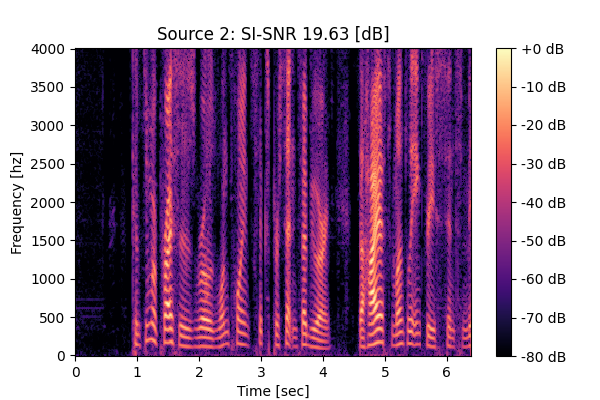 Source 2: SI-SNR 19.63 [dB]
4000
3500
3000
2500
2000
1500
1000
500
0
Frequency [hz]
0 1 2 3 4 5 6
Time [sec]
+0 dB
-10 dB
-20 dB
-30 dB
-40 dB
-50 dB
-60 dB
-70 dB
-80 dB